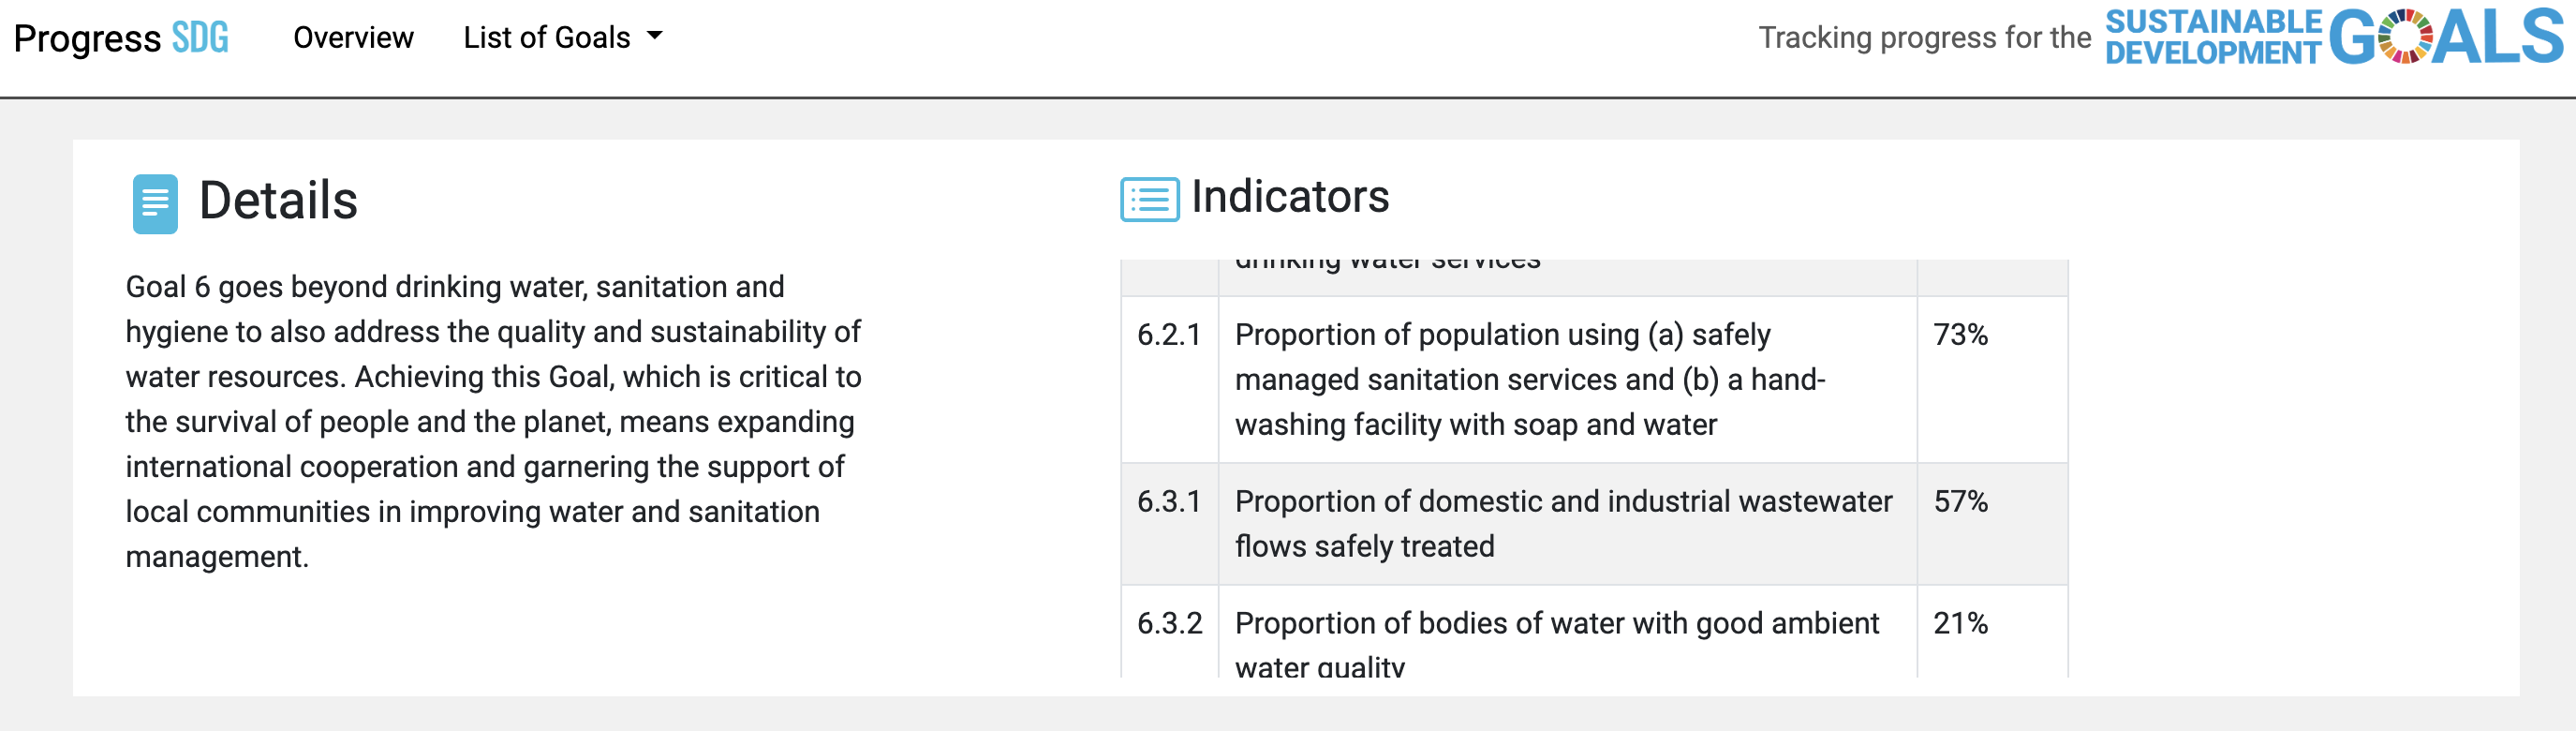 Progress SDG Overview List of Goals Tracking progress for the SUSTAINABLE DEVELOPMENT GOALS
Details
Goal 6 goes beyond drinking water, sanitation and
hygiene to also address the quality and sustainability of
water resources. Achieving this Goal, which is critical to
the survival of people and the planet, means expanding
international cooperation and garnering the support of
local communities in improving water and sanitation
management.
Indicators
drinking water services
6.2.1 Proportion of population using (a) safely 73%
managed sanitation services and (b) a hand-
washing facility with soap and water
6.3.1 Proportion of domestic and industrial wastewater 57%
flows safely treated
6.3.2 Proportion of bodies of water with good ambient 21%
water quality